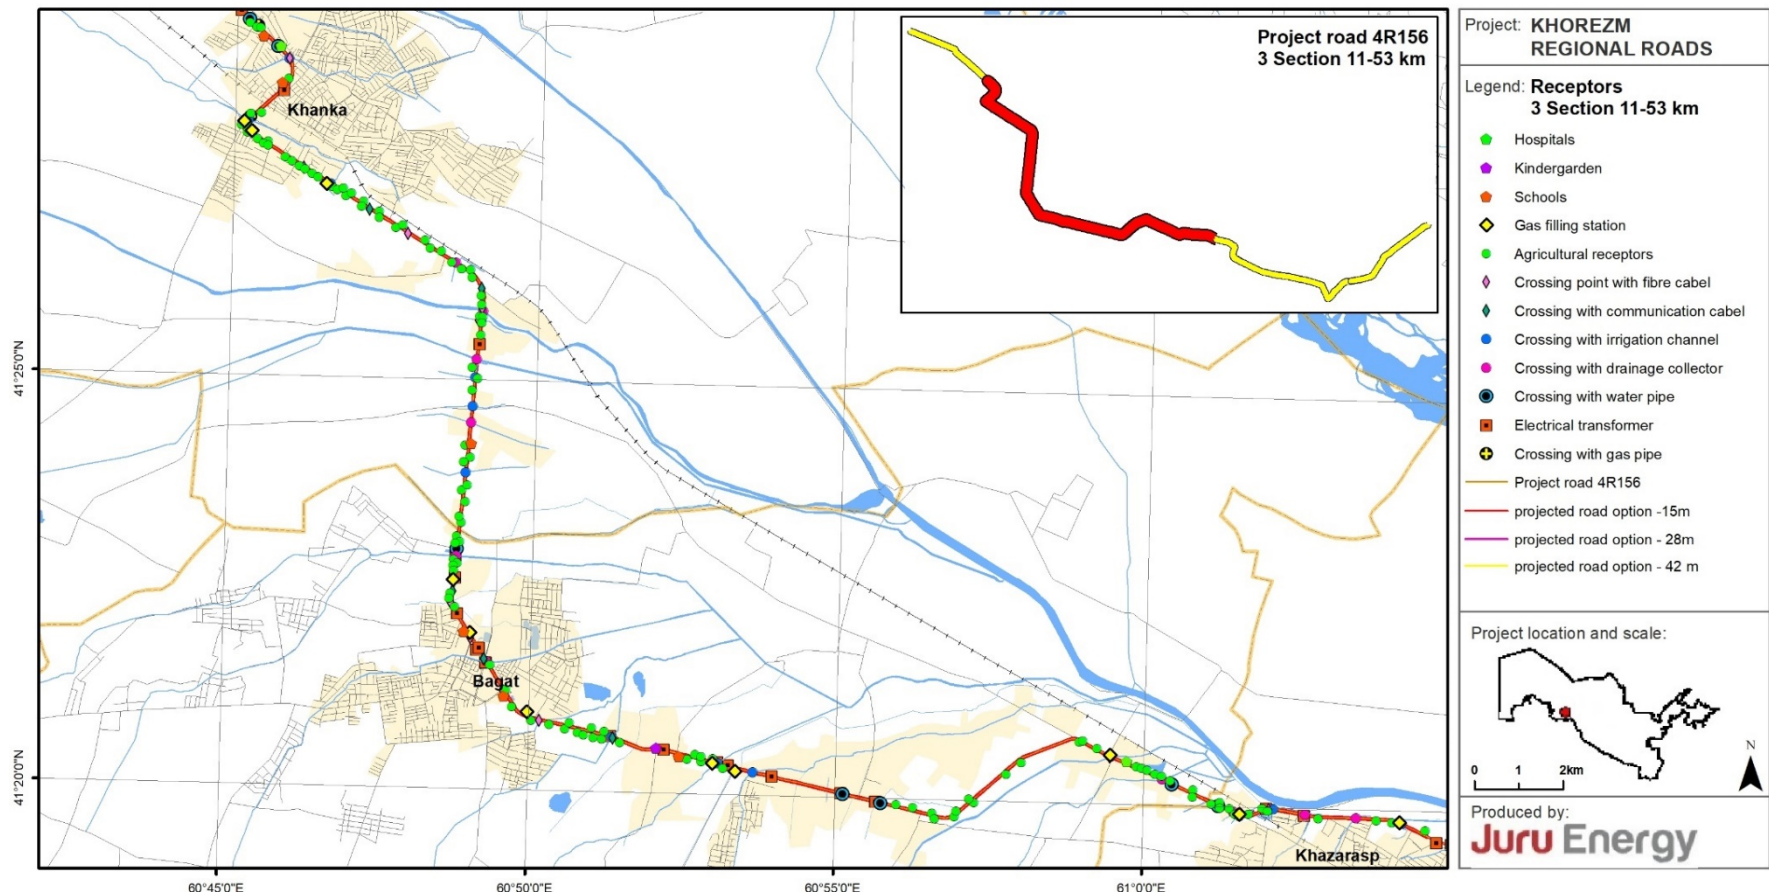 Project road 4R156
3 Section 11-53 km
Khanka
Bagat
Khazarasp
41°25'0"N
41°20'0"N
60°45'0"E
60°50'0"E
60°55'0"E
61°0'0"E
Project: KHOREZM
REGIONAL ROADS
Legend: Receptors
3 Section 11-53 km
Hospitals
Kindergarden
Schools
Gas filling station
Agricultural receptors
Crossing point with fibre cabel
Crossing with communication cabel
Crossing with irrigation channel
Crossing with drainage collector
Crossing with water pipe
Electrical transformer
Crossing with gas pipe
Project road 4R156
projected road option -15m
projected road option - 28m
projected road option - 42 m
Project location and scale:
N
0 1 2km
Produced by:
Juru Energy